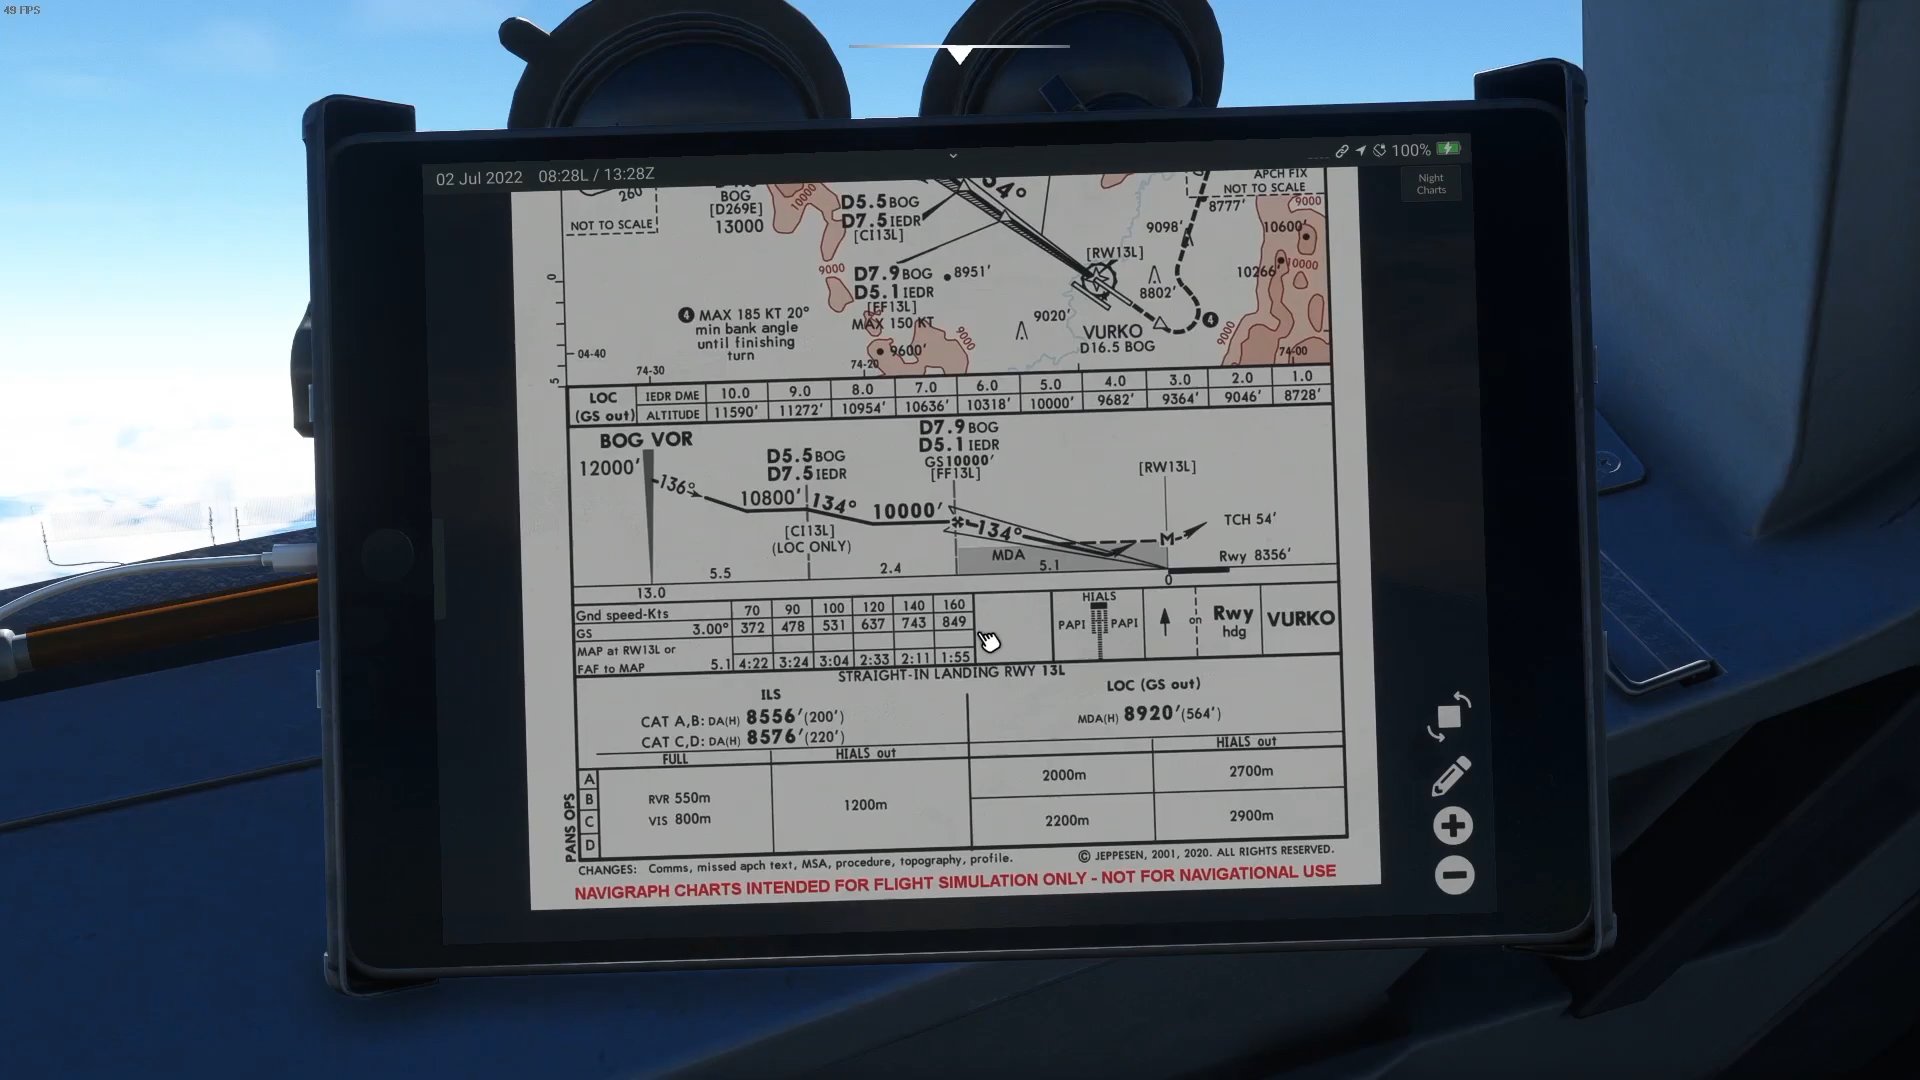 49 FPS
02 Jul 2022 08:28L / 13:28Z
100%
Night
Charts
260
NOT TO SCALE
BOG
[D269E]
13000
10000
D5.5 BOG
D7.5 IEDR
[CI13L]
APCH FIX
NOT TO SCALE
8777'
9000
9098'
10600'
[RW13L]
10266'
10000
8802'
9000
D7.9 BOG
8951'
D5.1 IEDR
[FF13L]
MAX 150 KT
0
4 MAX 185 KT 20°
min bank angle
until finishing
turn
9020'
VURKO
D16.5 BOG
4
9000
9600'
9000
04-40
5
74-30
74-20
74-00
LOC
(GS out)
IEDR DME 10.0 9.0 8.0 7.0 6.0 5.0 4.0 3.0 2.0 1.0
ALTITUDE 11590' 11272' 10954' 10636' 10318' 10000' 9682' 9364' 9046' 8728'
BOG VOR
12000'
136°
D5.5 BOG
D7.5 IEDR
10800'
134°
[CI13L]
(LOC ONLY)
D7.9 BOG
D5.1 IEDR
GS 10000'
[FF13L]
10000'
134°
MDA
[RW13L]
M
TCH 54'
Rwy 8356'
5.5 2.4 5.1
13.0 0
Gnd speed-Kts 70 90 100 120 140 160
GS 3.00° 372 478 531 637 743 849
MAP at RW13L or
FAF to MAP 5.1 4:22 3:24 3:04 2:33 2:11 1:55
HIALS
PAPI PAPI
on
Rwy
hdg
VURKO
STRAIGHT-IN LANDING RWY 13L
ILS
LOC (GS out)
CAT A,B: DA(H) 8556'(200')
CAT C,D: DA(H) 8576'(220')
MDA(H) 8920'(564')
FULL HIALS out HIALS out
PANS OPS
A
B
C
D
RVR 550m
VIS 800m
1200m
2000m 2700m
2200m 2900m
CHANGES: Comms, missed apch text, MSA, procedure, topography, profile.
© JEPPESEN, 2001, 2020. ALL RIGHTS RESERVED.
NAVIGRAPH CHARTS INTENDED FOR FLIGHT SIMULATION ONLY - NOT FOR NAVIGATIONAL USE